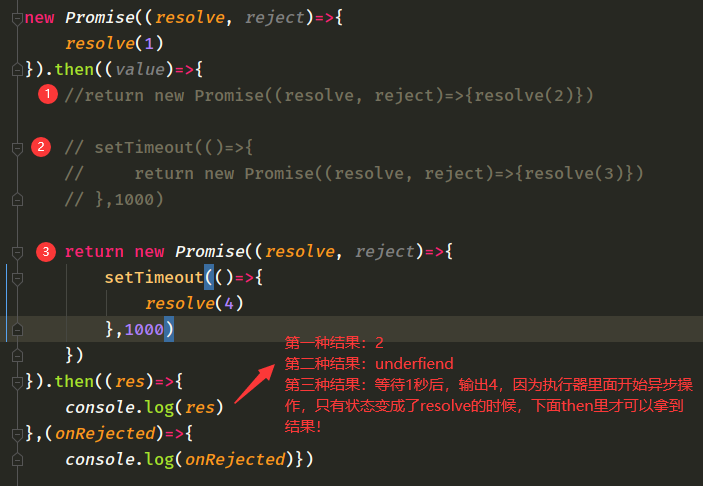 new Promise((resolve, reject)=>{
resolve(1)
}).then((value)=>{
1 //return new Promise((resolve, reject)=>{resolve(2)})
2 // setTimeout(()=>{
//     return new Promise((resolve, reject)=>{resolve(3)})
// },1000)
3 return new Promise((resolve, reject)=>{
setTimeout(()=>{
resolve(4)
},1000)
})
}).then((res)=>{
console.log(res)
},(onRejected)=>{
console.log(onRejected)})
第一种结果：2
第二种结果：underfiend
第三种结果：等待1秒后，输出4，因为执行器里面开始异步操
作，只有状态变成了resolve的时候，下面then里才可以拿到
结果！